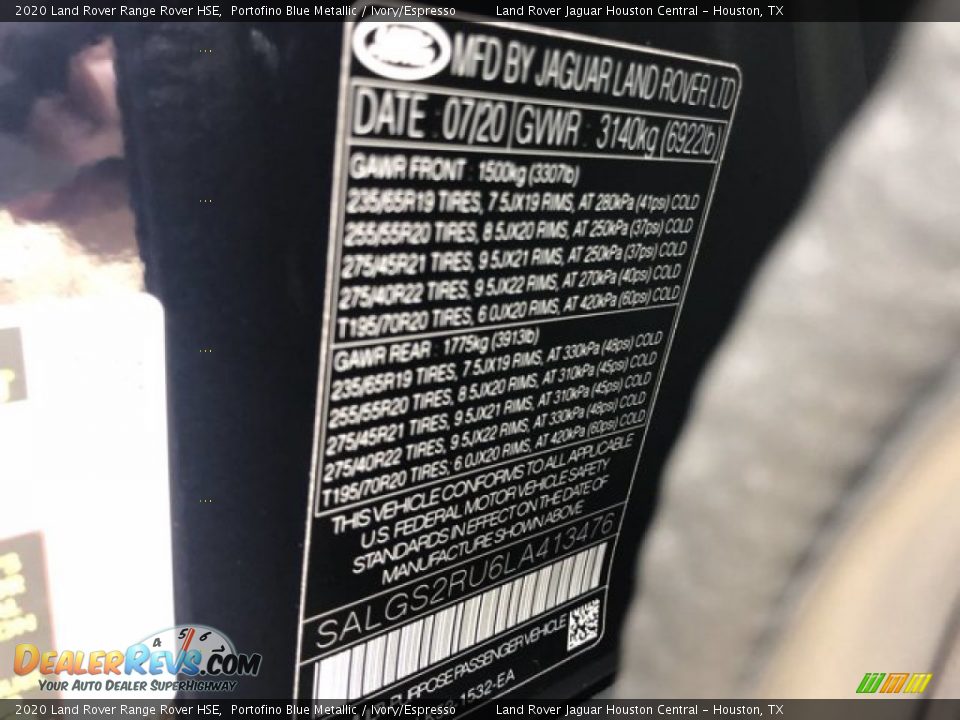 2020 Land Rover Range Rover HSE,   Portofino Blue Metallic / Ivory/Espresso          Land Rover Jaguar Houston Central - Houston, TX
MFD BY JAGUAR LAND ROVER LTD
DATE : 07/20 GVWR : 3140kg (6922lb)
GAWR FRONT : 1500kg (3307lb)
235/65R19 TIRES, 7.5JX19 RIMS, AT 280kPa (41psi) COLD
255/55R20 TIRES, 8.5JX20 RIMS, AT 250kPa (37psi) COLD
275/45R21 TIRES, 9.5JX21 RIMS, AT 250kPa (37psi) COLD
275/40R22 TIRES, 9.5JX22 RIMS, AT 270kPa (40psi) COLD
T195/70R20 TIRES, 6.0JX20 RIMS, AT 420kPa (60psi) COLD
GAWR REAR : 1775kg (3913lb)
235/65R19 TIRES, 7.5JX19 RIMS, AT 330kPa (48psi) COLD
255/55R20 TIRES, 8.5JX20 RIMS, AT 310kPa (45psi) COLD
275/45R21 TIRES, 9.5JX21 RIMS, AT 310kPa (45psi) COLD
275/40R22 TIRES, 9.5JX22 RIMS, AT 330kPa (48psi) COLD
T195/70R20 TIRES, 6.0JX20 RIMS, AT 420kPa (60psi) COLD
THIS VEHICLE CONFORMS TO ALL APPLICABLE
U.S. FEDERAL MOTOR VEHICLE SAFETY
STANDARDS IN EFFECT ON THE DATE OF
MANUFACTURE SHOWN ABOVE
SALGS2RU6LA413476
PURPOSE PASSENGER VEHICLE
1532-EA
4 5 6
DEALERREVS.COM
YOUR AUTO DEALER SUPERHIGHWAY
2020 Land Rover Range Rover HSE,   Portofino Blue Metallic / Ivory/Espresso          Land Rover Jaguar Houston Central - Houston, TX